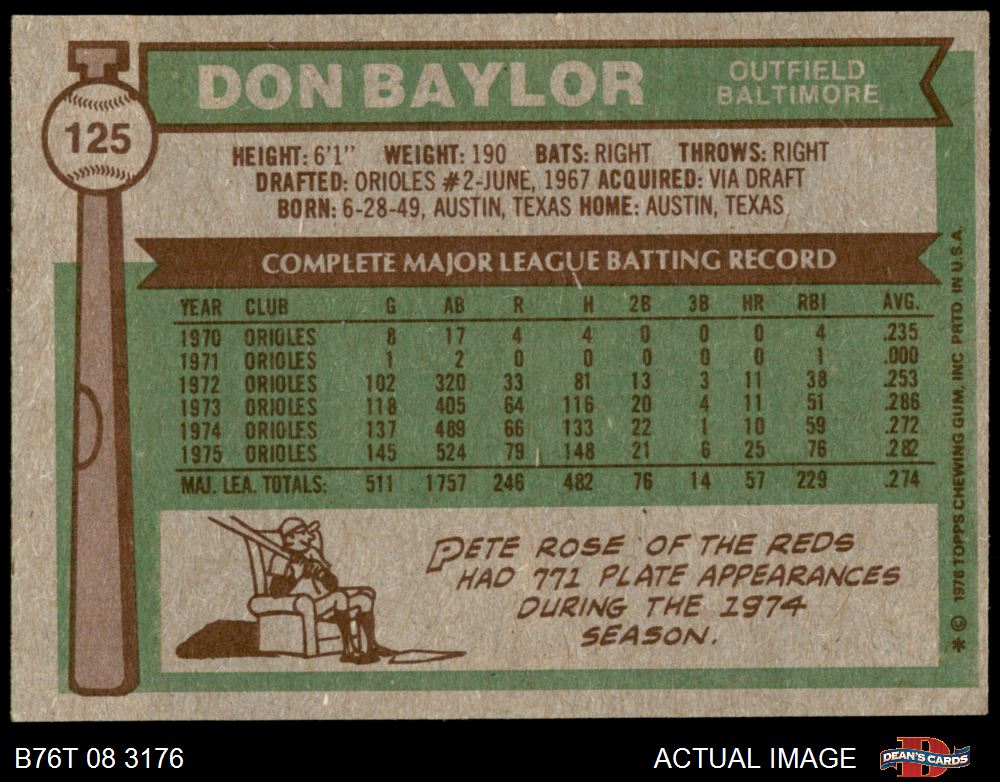 125
DON BAYLOR
OUTFIELD
BALTIMORE
HEIGHT: 6'1" WEIGHT: 190 BATS: RIGHT THROWS: RIGHT
DRAFTED: ORIOLES #2-JUNE, 1967 ACQUIRED: VIA DRAFT
BORN: 6-28-49, AUSTIN, TEXAS HOME: AUSTIN, TEXAS
COMPLETE MAJOR LEAGUE BATTING RECORD
YEAR CLUB G AB R H 2B 3B HR RBI AVG.
1970 ORIOLES 8 17 4 4 0 0 0 4 .235
1971 ORIOLES 1 2 0 0 0 0 0 1 .000
1972 ORIOLES 102 320 33 81 13 3 11 38 .253
1973 ORIOLES 118 405 64 116 20 4 11 51 .286
1974 ORIOLES 137 489 66 133 22 1 10 59 .272
1975 ORIOLES 145 524 79 148 21 6 25 76 .282
MAJ. LEA. TOTALS: 511 1757 246 482 76 14 57 229 .274
PETE ROSE OF THE REDS
HAD 771 PLATE APPEARANCES
DURING THE 1974
SEASON.
* © 1976 TOPPS CHEWING GUM, INC PRTD. IN U.S.A.
B76T 08 3176
ACTUAL IMAGE
D
DEAN'S CARDS